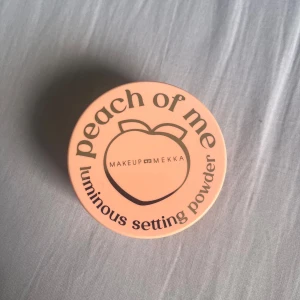 peach of me
MAKEUP MEKKA
luminous setting powder